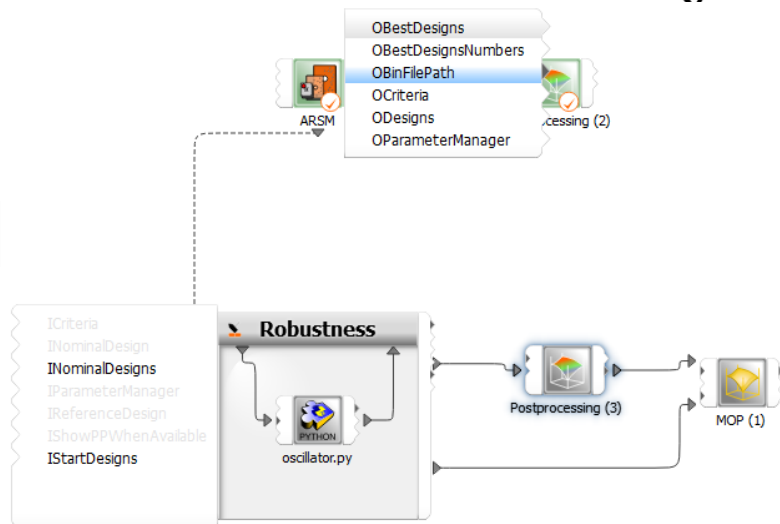 OBestDesigns
OBestDesignsNumbers
OBinFilePath
OCriteria
ODesigns
OParameterManager
ARSM
cessing (2)
ICriteria
INominalDesign
INominalDesigns
IParameterManager
IReferenceDesign
IShowPPWhenAvailable
IStartDesigns
Robustness
PYTHON
oscillator.py
Postprocessing (3)
MOP (1)